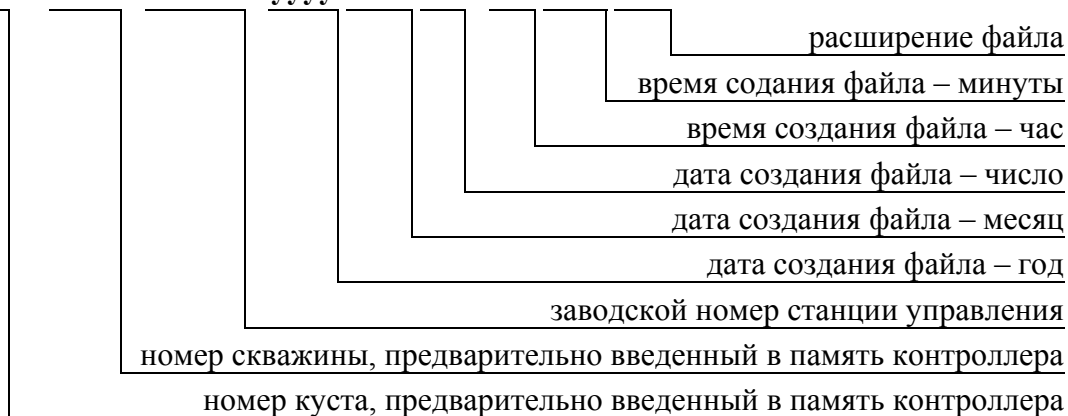 расширение файла
время содания файла – минуты
время создания файла – час
дата создания файла – число
дата создания файла – месяц
дата создания файла – год
заводской номер станции управления
номер скважины, предварительно введенный в память контроллера
номер куста, предварительно введенный в память контроллера